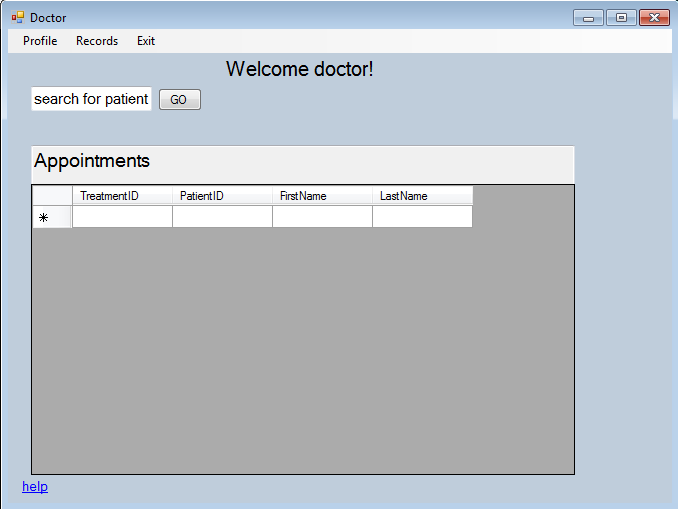 Doctor
Profile Records Exit
Welcome doctor!
search for patient GO
Appointments
TreatmentID PatientID FirstName LastName
help